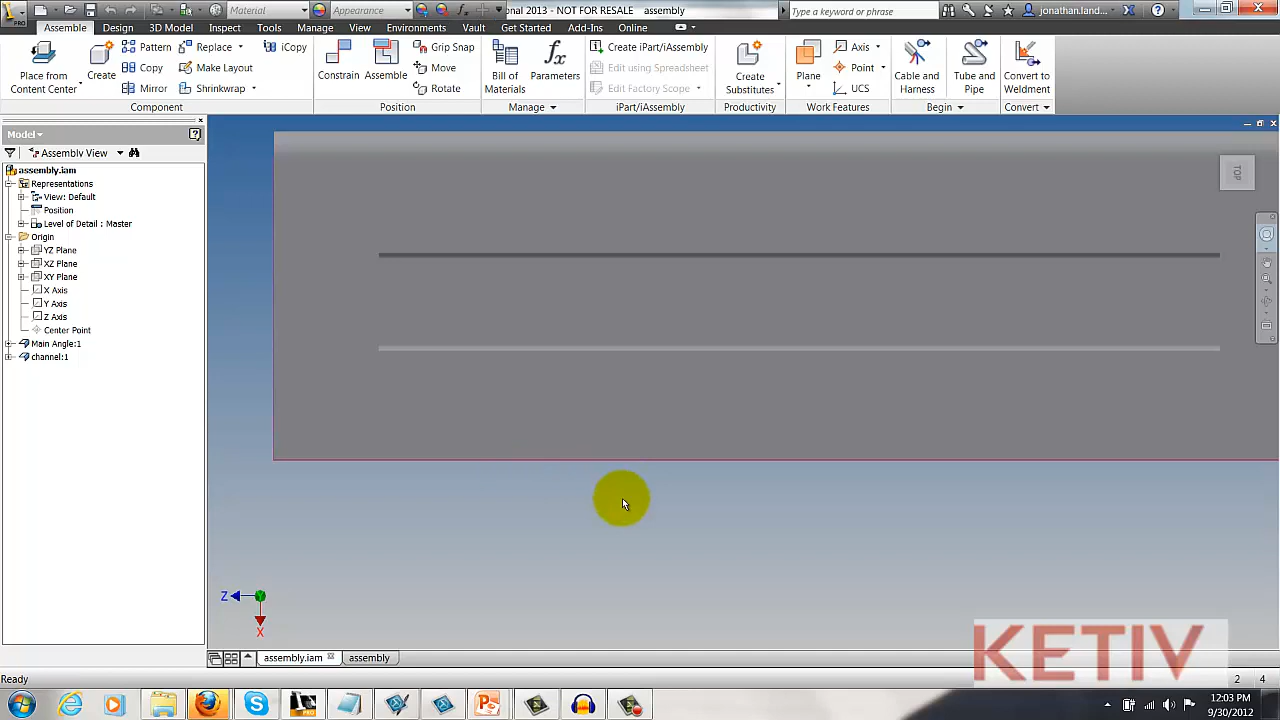 Material
Appearance
onal 2013 - NOT FOR RESALE assembly
Type a keyword or phrase
jonathan.land...
PRO
Assemble Design 3D Model Inspect Tools Manage View Environments Vault Get Started Add-Ins Online
Place from Content Center
Create
Pattern
Copy
Mirror
Replace
Make Layout
Shrinkwrap
iCopy
Component
Constrain
Assemble
Grip Snap
Move
Rotate
Position
Bill of Materials
Parameters
Manage
Create iPart/iAssembly
Edit using Spreadsheet
Edit Factory Scope
iPart/iAssembly
Create Substitutes
Productivity
Plane
Axis
Point
UCS
Work Features
Cable and Harness
Tube and Pipe
Begin
Convert to Weldment
Convert
Model
Assembly View
assembly.iam
Representations
View: Default
Position
Level of Detail : Master
Origin
YZ Plane
XZ Plane
XY Plane
X Axis
Y Axis
Z Axis
Center Point
Main Angle:1
channel:1
TOP
Z
X
KETIV
assembly.iam
assembly
Ready
2 4
12:03 PM
9/30/2012